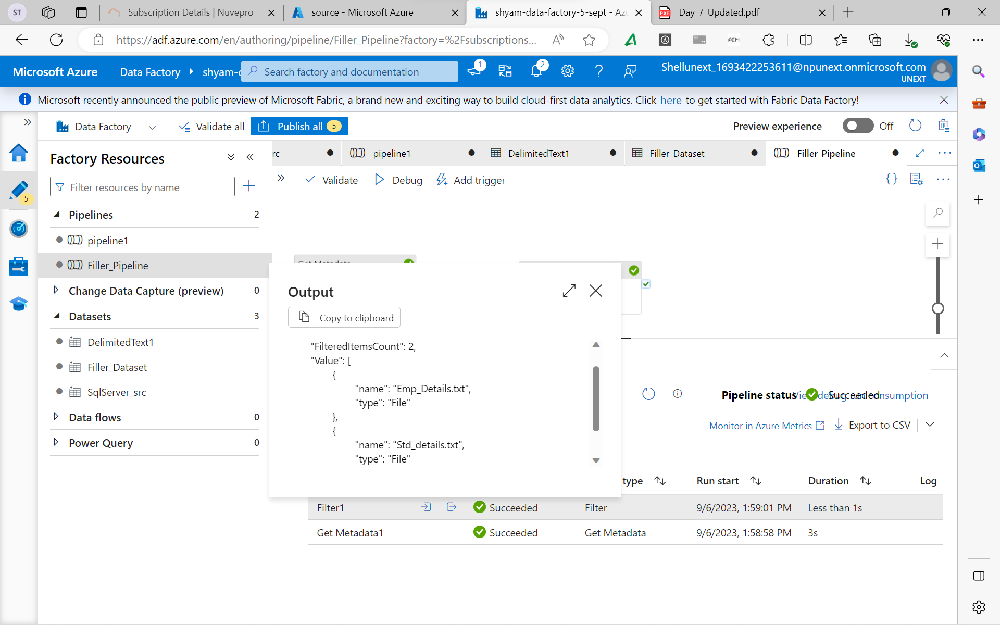 ST
Subscription Details | Nuvepro
source - Microsoft Azure
shyam-data-factory-5-sept - Azu
PDF
Day_7_Updated.pdf
https://adf.azure.com/en/authoring/pipeline/Filler_Pipeline?factory=%2Fsubscriptions...
FCM
Microsoft Azure
Data Factory
shyam-d
Search factory and documentation
1
2
Shellunext_1693422253611@npunext.onmicrosoft.com
UNEXT
Microsoft recently announced the public preview of Microsoft Fabric, a brand new and exciting way to build cloud-first data analytics. Click here to get started with Fabric Data Factory!
Data Factory
Validate all
Publish all 5
Preview experience
Off
Factory Resources
rc
pipeline1
DelimitedText1
Filler_Dataset
Filler_Pipeline
Filter resources by name
Validate
Debug
Add trigger
5
Pipelines 2
pipeline1
Filler_Pipeline
Change Data Capture (preview) 0
Datasets 3
DelimitedText1
Filler_Dataset
SqlServer_src
Data flows 0
Power Query 0
Get Metadata
Output
Copy to clipboard
"FilteredItemsCount": 2,
"Value": [
{
"name": "Emp_Details.txt",
"type": "File"
},
{
"name": "Std_details.txt",
"type": "File"
Pipeline status Succeeded
View debug run consumption
Monitor in Azure Metrics
Export to CSV
type
Run start
Duration
Log
Filter1 Succeeded Filter 9/6/2023, 1:59:01 PM Less than 1s
Get Metadata1 Succeeded Get Metadata 9/6/2023, 1:58:58 PM 3s